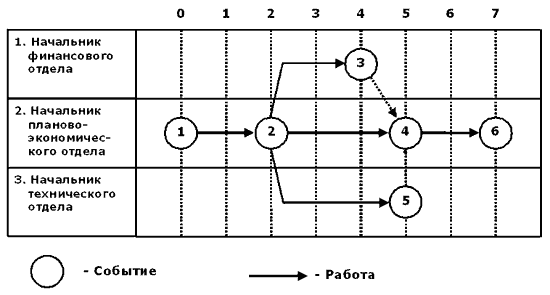 0 1 2 3 4 5 6 7
1. Начальник
финансового
отдела
3
2. Начальник
планово-
экономичес-
кого отдела
1 2 4 6
3. Начальник
технического
отдела
5
- Событие - Работа